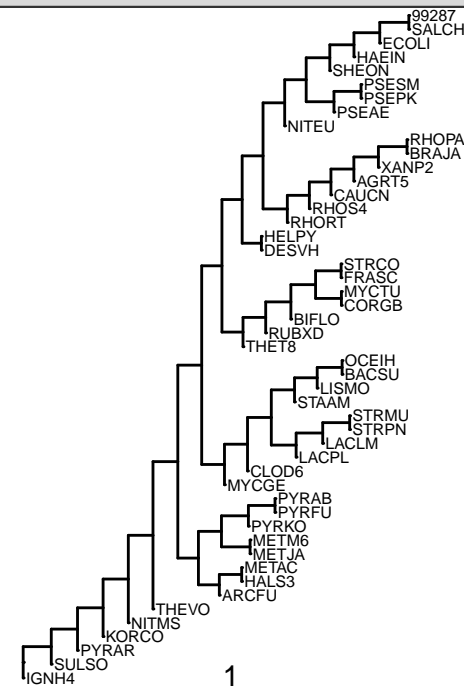 99287
SALCH
ECOLI
HAEIN
SHEON
PSESM
PSEPK
PSEAE
NITEU
RHOPA
BRAJA
XANP2
AGRT5
CAUCN
RHOS4
RHORT
HELPY
DESVH
STRCO
FRASC
MYCTU
CORGB
BIFLO
RUBXD
THET8
OCEIH
BACSU
LISMO
STAAM
STRMU
STRPN
LACLM
LACPL
CLOD6
MYCGE
PYRAB
PYRFU
PYRKO
METM6
METJA
METAC
HALS3
ARCFU
THEVO
NITMS
KORCO
PYRAR
SULSO
IGNH4
1